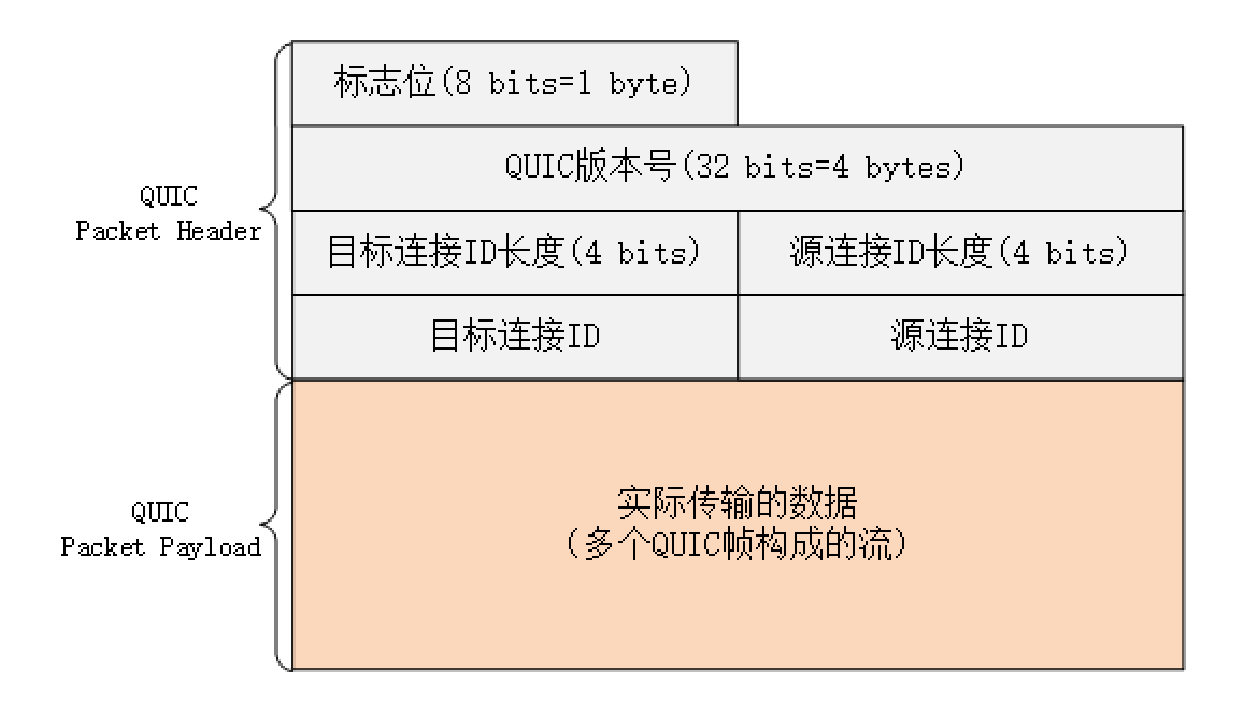 标志位(8 bits=1 byte)
QUIC版本号(32 bits=4 bytes)
QUIC
Packet Header
目标连接ID长度(4 bits)
源连接ID长度(4 bits)
目标连接ID
源连接ID
QUIC
Packet Payload
实际传输的数据
(多个QUIC帧构成的流)